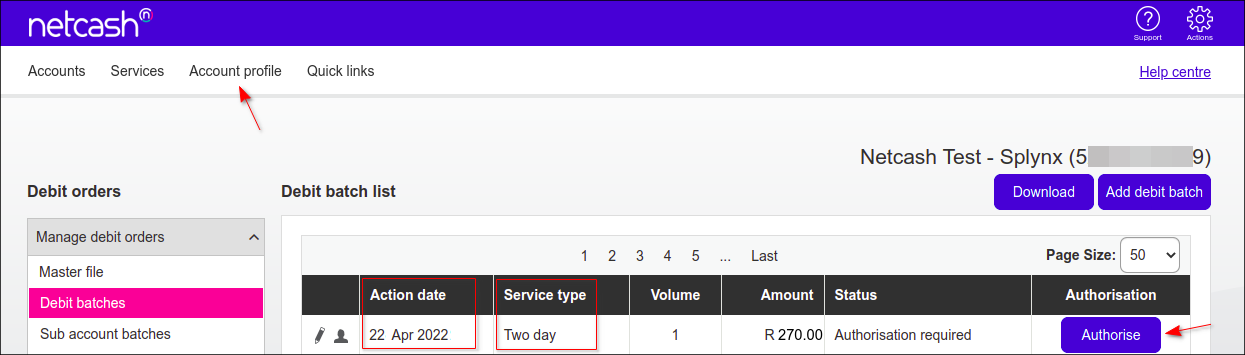 netcash n
Support Actions
Accounts Services Account profile Quick links Help centre
Netcash Test - Splynx (5 9)
Debit orders Debit batch list Download Add debit batch
Manage debit orders
1 2 3 4 5 ... Last Page Size: 50
Master file
Action date Service type Volume Amount Status Authorisation
Debit batches
22 Apr 2022 Two day 1 R 270.00 Authorisation required Authorise
Sub account batches